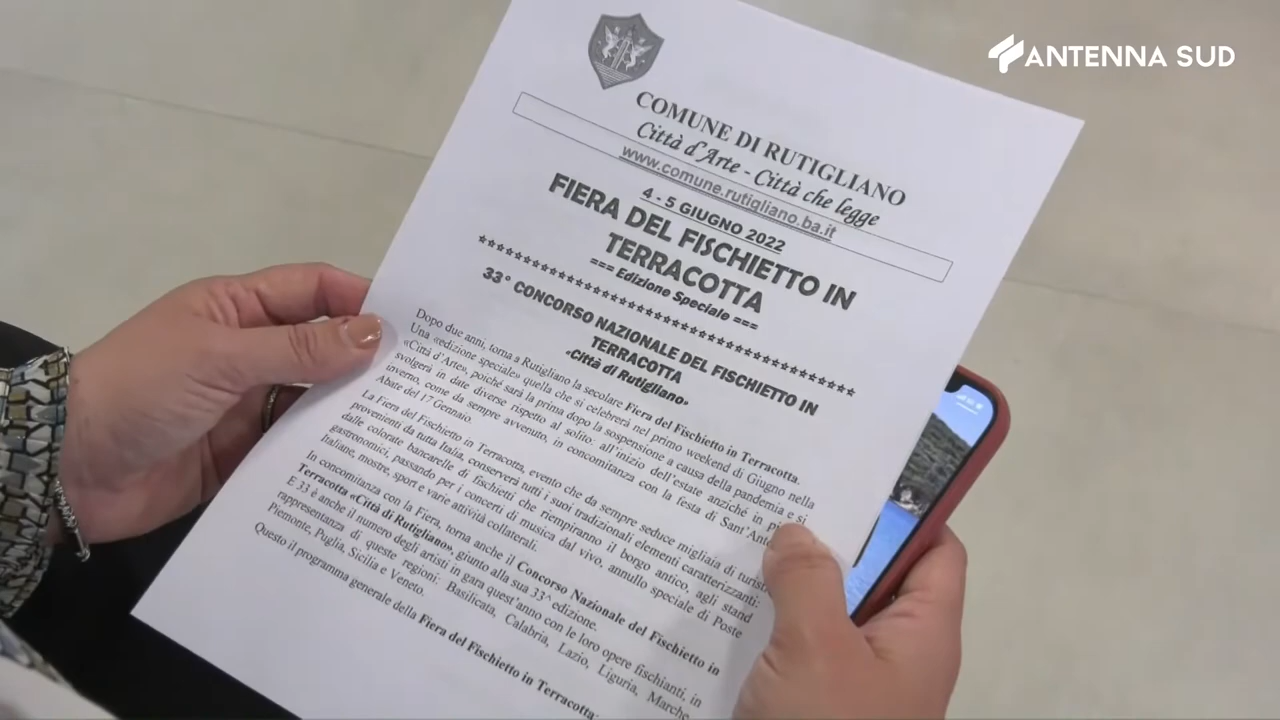 ANTENNA SUD
COMUNE DI RUTIGLIANO
Città d'Arte - Città che legge
www.comune.rutigliano.ba.it
4 - 5 GIUGNO 2022
FIERA DEL FISCHIETTO IN
TERRACOTTA
=== Edizione Speciale ===
****************************************
33° CONCORSO NAZIONALE DEL FISCHIETTO IN
TERRACOTTA
«Città di Rutigliano»
Dopo due anni, torna a Rutigliano la secolare Fiera del Fischietto in Terracotta.
Una «edizione speciale» quella che si celebrerà nel primo weekend di Giugno nella
«Città d'Arte», poiché sarà la prima dopo la sospensione a causa della pandemia e si
svolgerà in date diverse rispetto al solito: all'inizio dell'estate anziché in
inverno, come da sempre avvenuto, in concomitanza con la festa di Sant'
Abate del 17 Gennaio.
La Fiera del Fischietto in Terracotta, evento che da sempre seduce migliaia di turisti
provenienti da tutta Italia, conserverà tutti i suoi tradizionali elementi caratterizzanti:
dalle colorate bancarelle di fischietti che riempiranno il borgo antico, agli stand
gastronomici, passando per i concerti di musica dal vivo, annullo speciale di Poste
Italiane, mostre, sport e varie attività collaterali.
In concomitanza con la Fiera, torna anche il Concorso Nazionale del Fischietto in
Terracotta «Città di Rutigliano», giunto alla sua 33^ edizione.
E 33 è anche il numero degli artisti in gara quest'anno con le loro opere fischianti, in
rappresentanza di queste regioni: Basilicata, Calabria, Lazio, Liguria, Marche
Piemonte, Puglia, Sicilia e Veneto.
Questo il programma generale della Fiera del Fischietto in Terracotta: